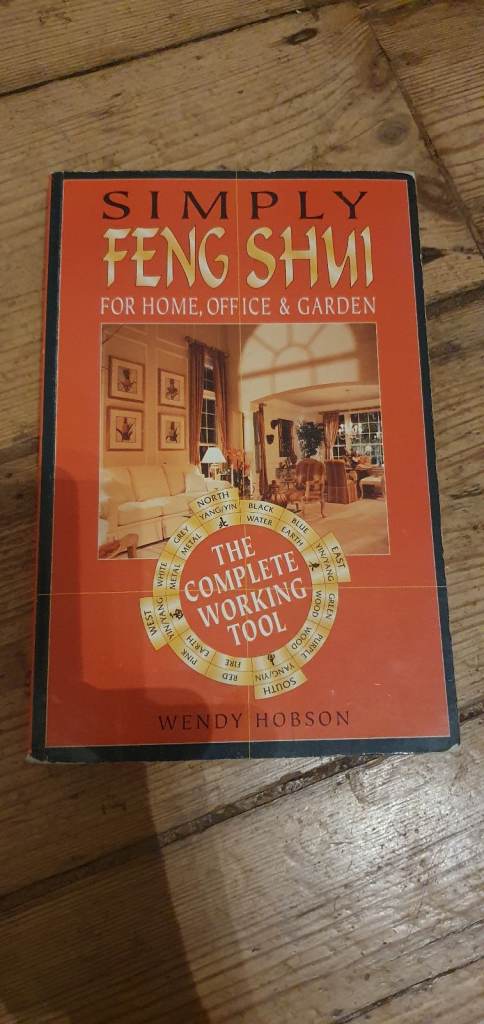 SIMPLY
FENG SHUI
FOR HOME, OFFICE & GARDEN
THE
COMPLETE
WORKING
TOOL
NORTH
YANG/YIN
北
BLACK
WATER
BLUE
EARTH
EAST
YIN/YANG
東
GREEN
WOOD
PURPLE
WOOD
SOUTH
YANG/YIN
RED
FIRE
PINK
EARTH
WEST
YIN/YANG
WHITE
METAL
GREY
METAL
WENDY HOBSON